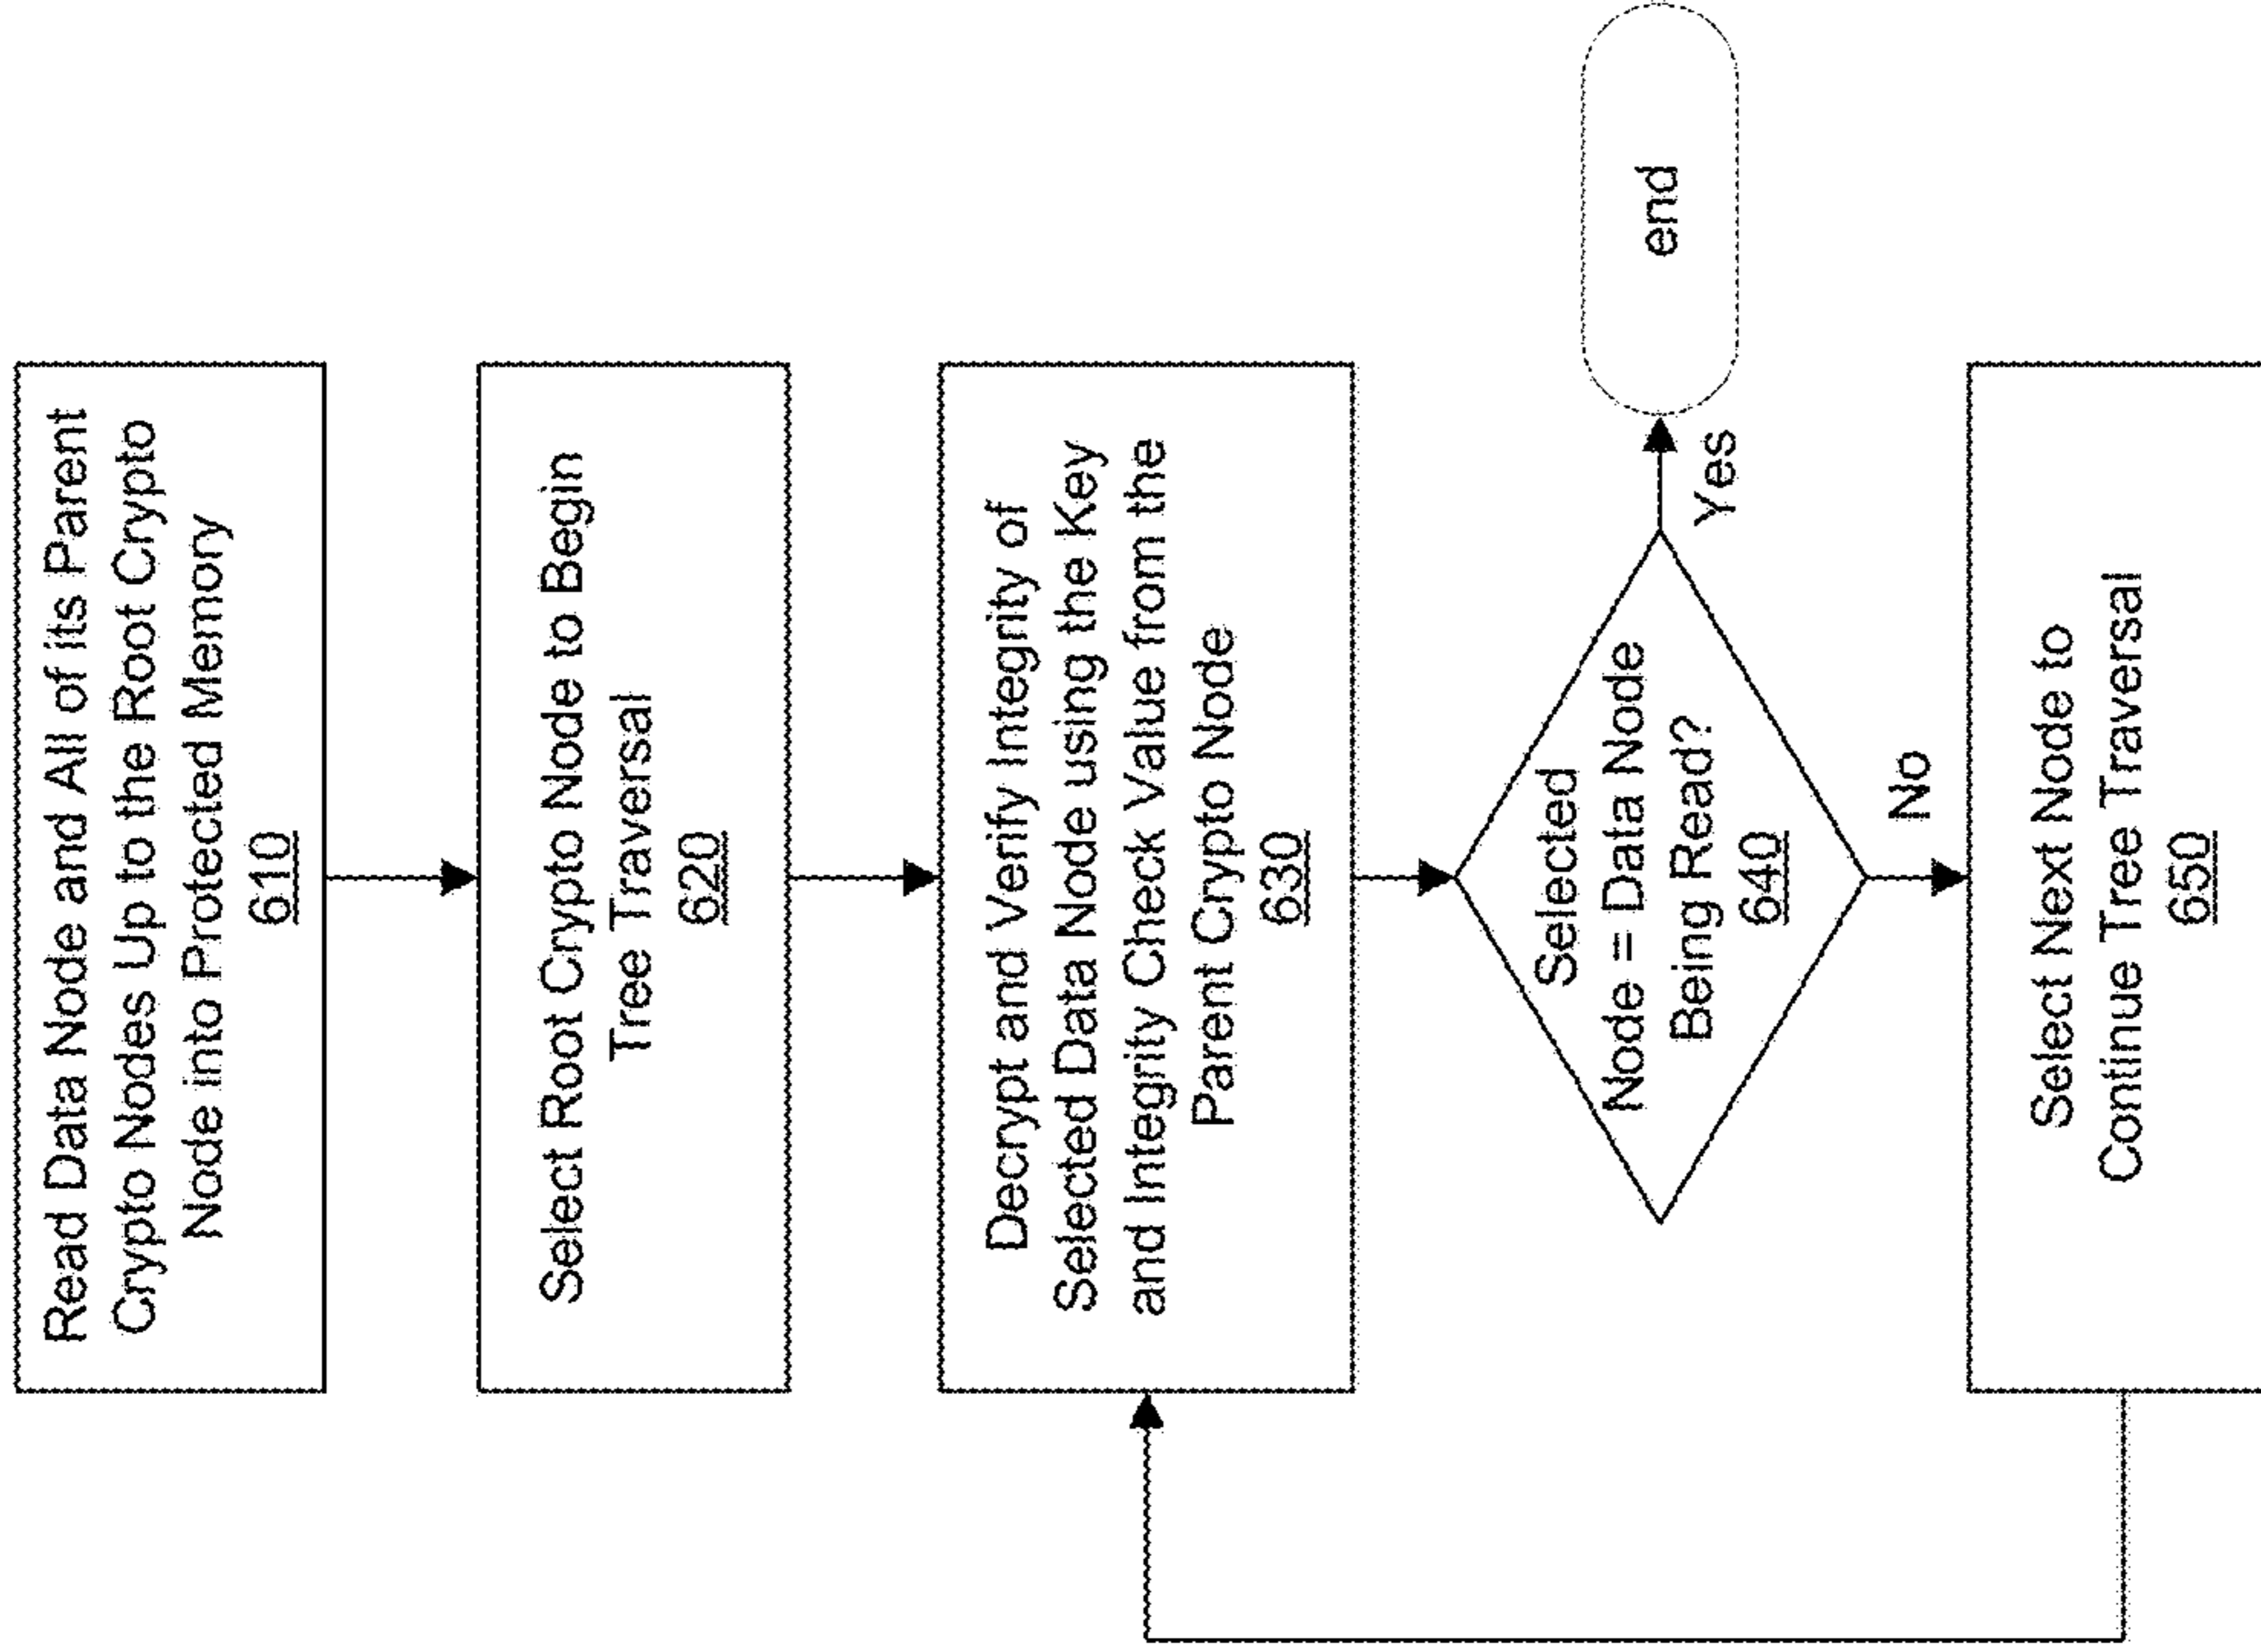 Read Data Node and All of its Parent
Crypto Nodes Up to the Root Crypto
Node into Protected Memory
610
Select Root Crypto Node to Begin
Tree Traversal
620
Decrypt and Verify Integrity of
Selected Data Node using the Key
and Integrity Check Value from the
Parent Crypto Node
630
Selected
Node = Data Node
Being Read?
640
Yes
end
No
Select Next Node to
Continue Tree Traversal
650